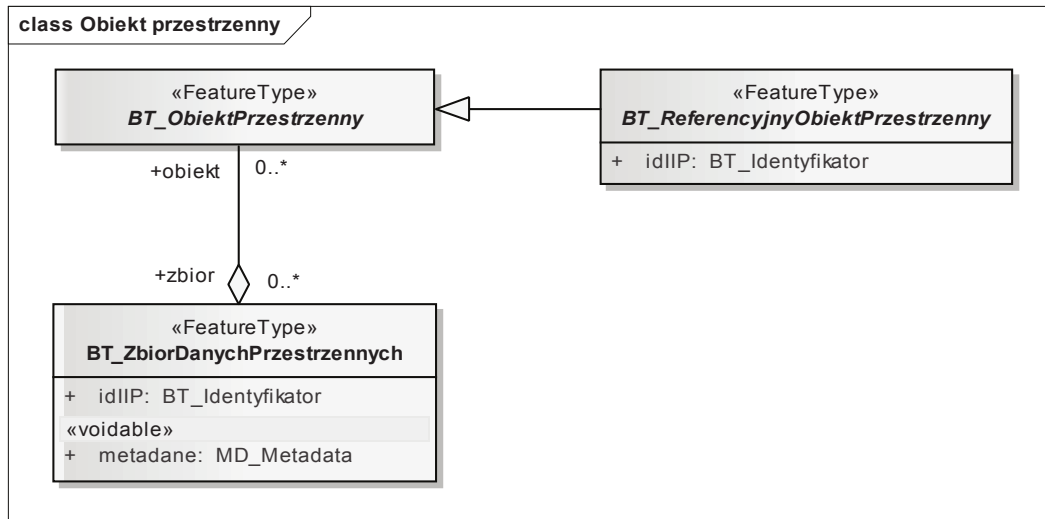 class Obiekt przestrzenny
«FeatureType»
BT_ObiektPrzestrzenny
«FeatureType»
BT_ReferencyjnyObiektPrzestrzenny
+ idIIP: BT_Identyfikator
+obiekt 0..*
+zbior 0..*
«FeatureType»
BT_ZbiorDanychPrzestrzennych
+ idIIP: BT_Identyfikator
«voidable»
+ metadane: MD_Metadata